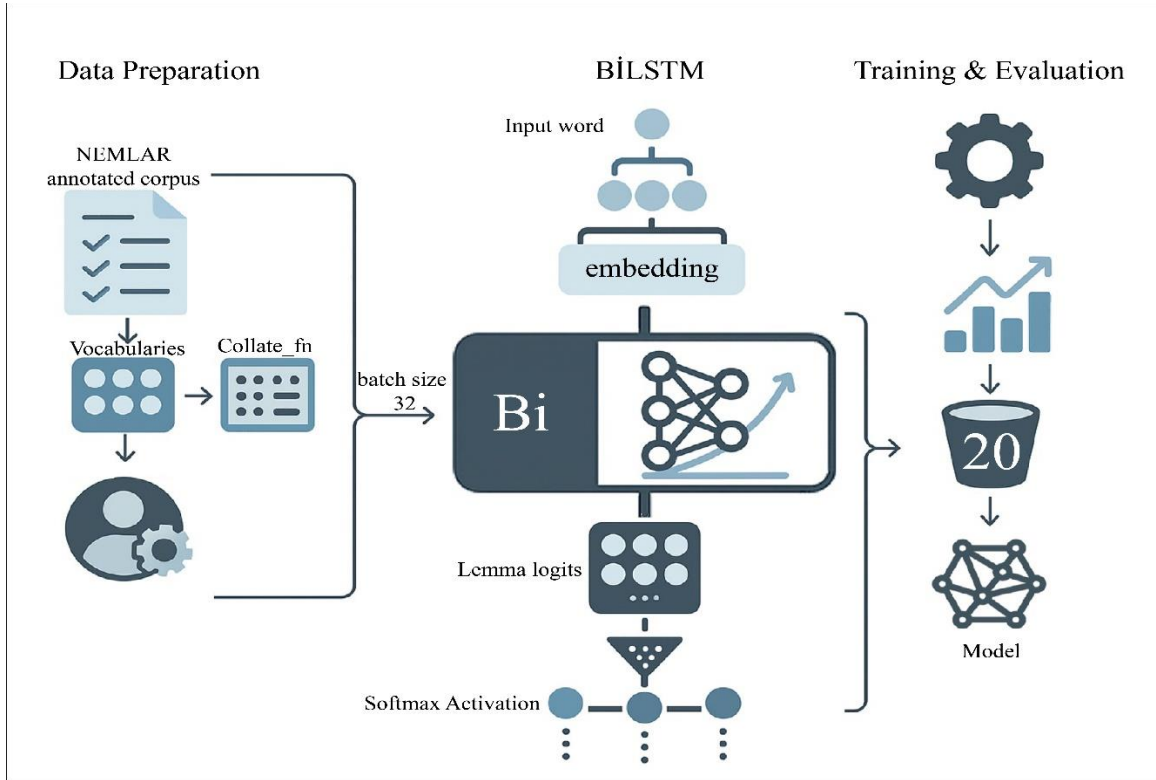 Data Preparation
NEMLAR
annotated corpus
Vocabularies
Collate_fn
batch size
32
BİLSTM
Input word
embedding
Bi
Lemma logits
Softmax Activation
Training & Evaluation
20
Model